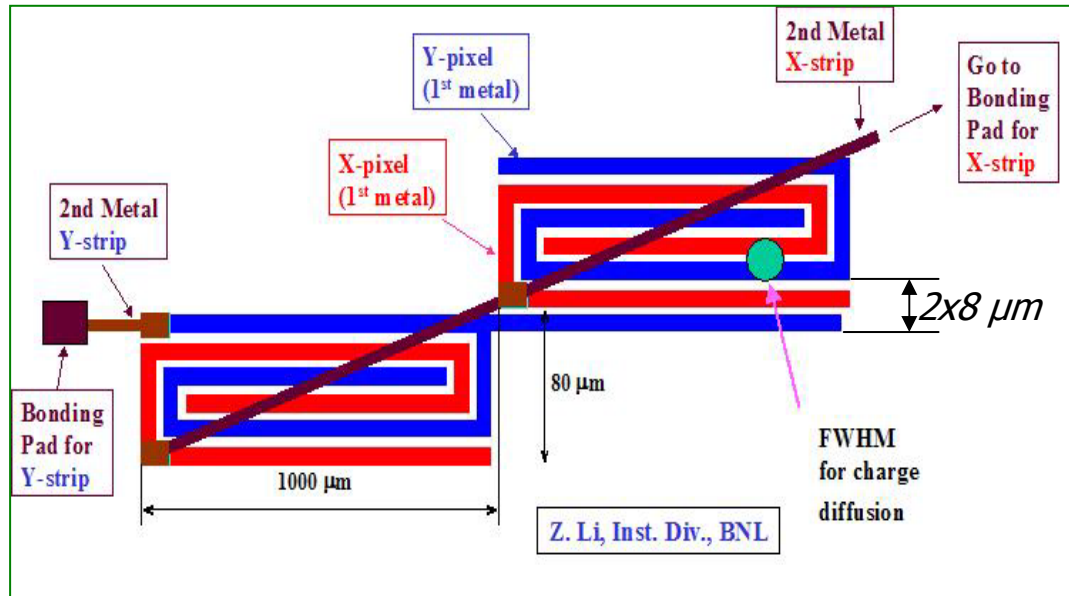 2nd Metal
X-strip
Go to
Bonding
Pad for
X-strip
Y-pixel
(1st metal)
X-pixel
(1st metal)
2nd Metal
Y-strip
2x8 μm
80 μm
Bonding
Pad for
Y-strip
FWHM
for charge
diffusion
1000 μm
Z. Li, Inst. Div., BNL